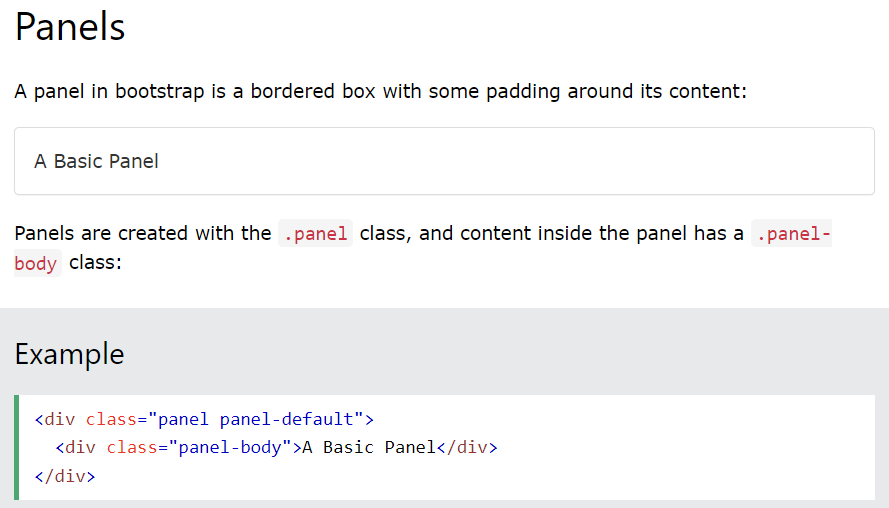 Panels
A panel in bootstrap is a bordered box with some padding around its content:
A Basic Panel
Panels are created with the .panel class, and content inside the panel has a .panel-
body class:
Example
<div class="panel panel-default">
  <div class="panel-body">A Basic Panel</div>
</div>